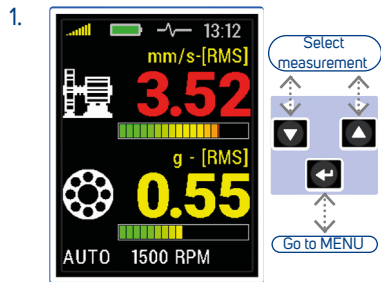 1.
13:12
mm/s-[RMS]
3.52
g - [RMS]
0.55
AUTO 1500 RPM
Select
measurement
Go to MENU